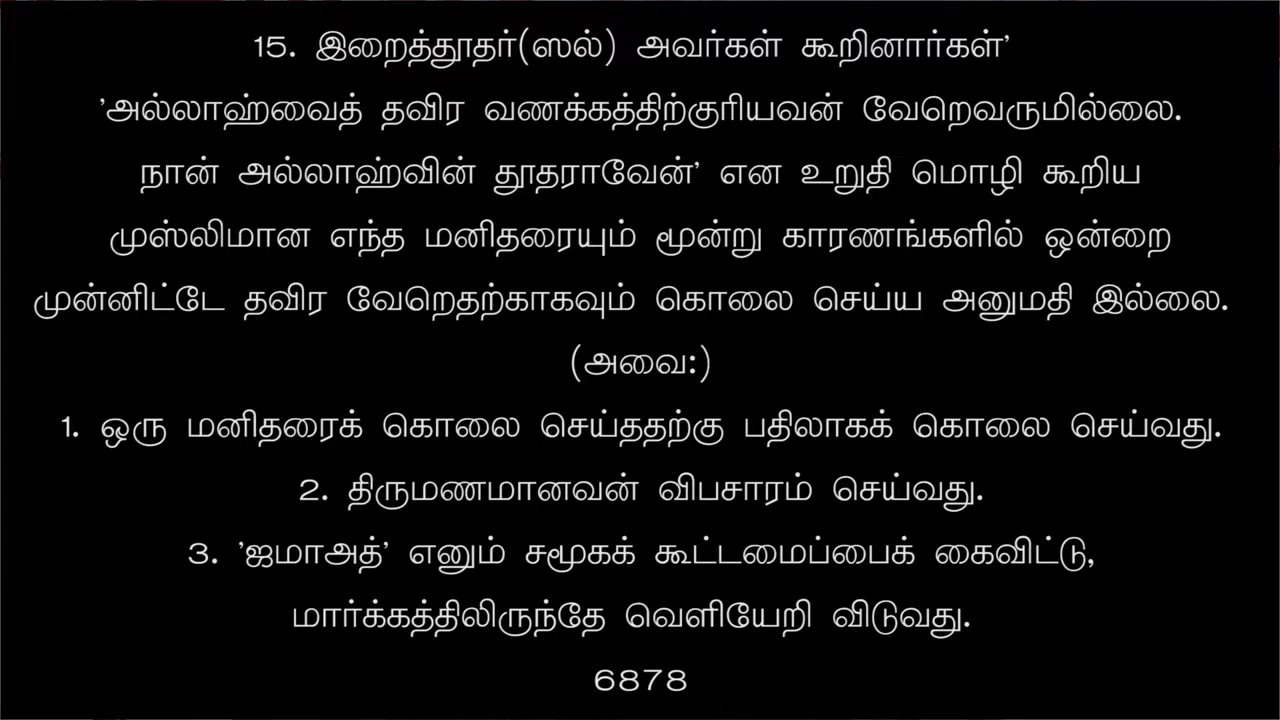 15. இறைத்தூதர்(ஸல்) அவர்கள் கூறினார்கள்'
'அல்லாஹ்வைத் தவிர வணக்கத்திற்குரியவன் வேறெவருமில்லை.
நான் அல்லாஹ்வின் தூதராவேன்' என உறுதி மொழி கூறிய
முஸ்லிமான எந்த மனிதரையும் மூன்று காரணங்களில் ஒன்றை
முன்னிட்டே தவிர வேறெதற்காகவும் கொலை செய்ய அனுமதி இல்லை.
(அவை:)
1. ஒரு மனிதரைக் கொலை செய்ததற்கு பதிலாகக் கொலை செய்வது.
2. திருமணமானவன் விபசாரம் செய்வது.
3. 'ஜமாஅத்' எனும் சமூகக் கூட்டமைப்பைக் கைவிட்டு,
மார்க்கத்திலிருந்தே வெளியேறி விடுவது.
6878